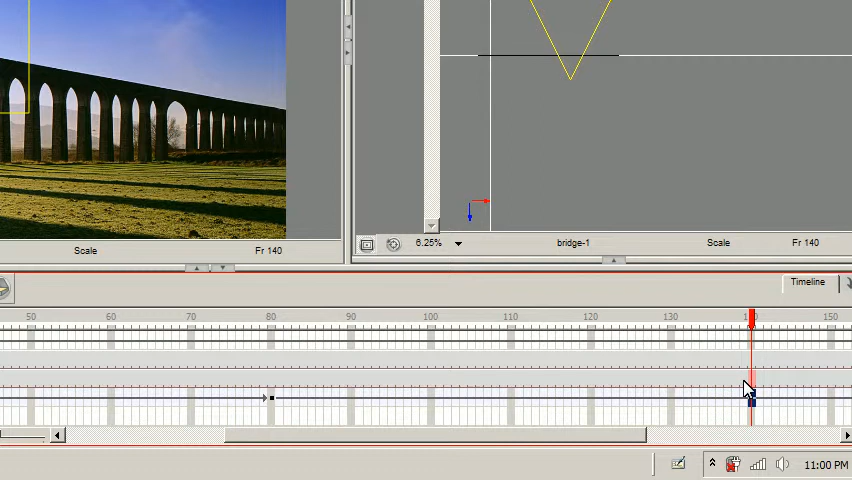 Scale Fr 140
6.25% bridge-1 Scale Fr 140
Timeline
50 60 70 80 90 100 110 120 130 150
11:00 PM